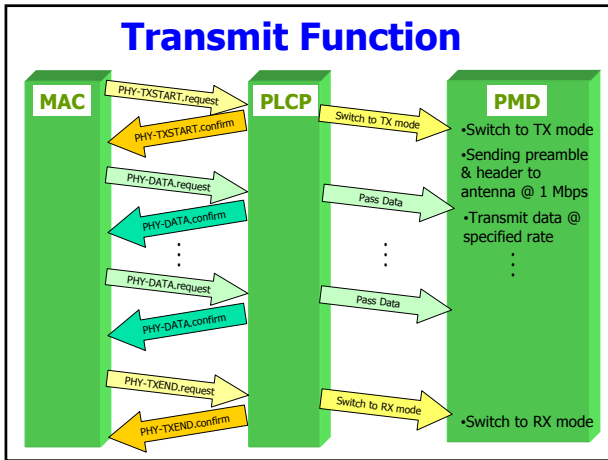 Transmit Function
MAC
PLCP
PMD
PHY-TXSTART.request
PHY-TXSTART.confirm
Switch to TX mode
•Switch to TX mode
•Sending preamble
& header to
antenna @ 1 Mbps
•Transmit data @
specified rate
PHY-DATA.request
PHY-DATA.confirm
Pass Data
PHY-DATA.request
PHY-DATA.confirm
Pass Data
PHY-TXEND.request
PHY-TXEND.confirm
Switch to RX mode
•Switch to RX mode